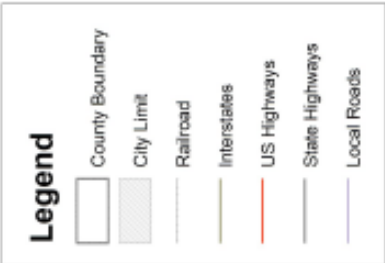 Legend
County Boundary
City Limit
Railroad
Interstates
US Highways
State Highways
Local Roads